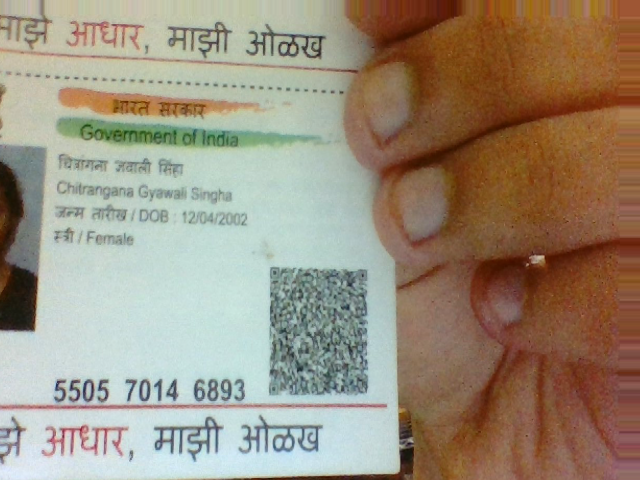 माझे आधार, माझी ओळख
भारत सरकार
Government of India
चित्रांगना जवाली सिंहा
Chitrangana Gyawali Singha
जन्म तारीख / DOB : 12/04/2002
स्त्री / Female
5505 7014 6893
झे आधार, माझी ओळख